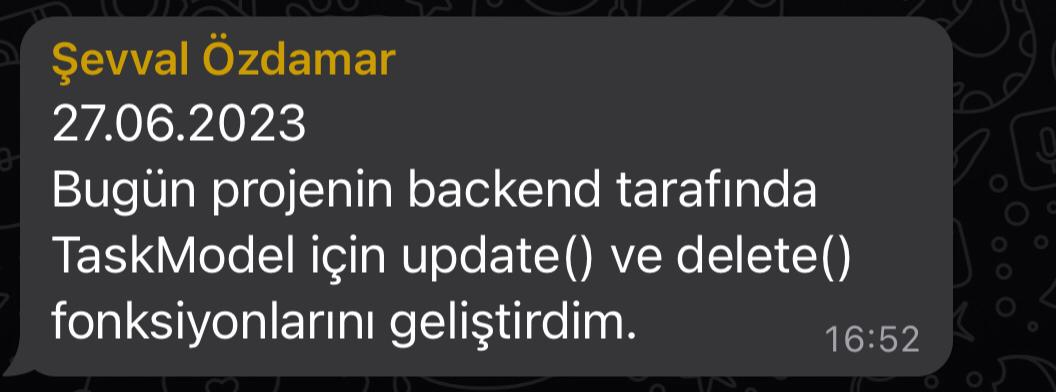 Şevval Özdamar
27.06.2023
Bugün projenin backend tarafında
TaskModel için update() ve delete()
fonksiyonlarını geliştirdim.
16:52